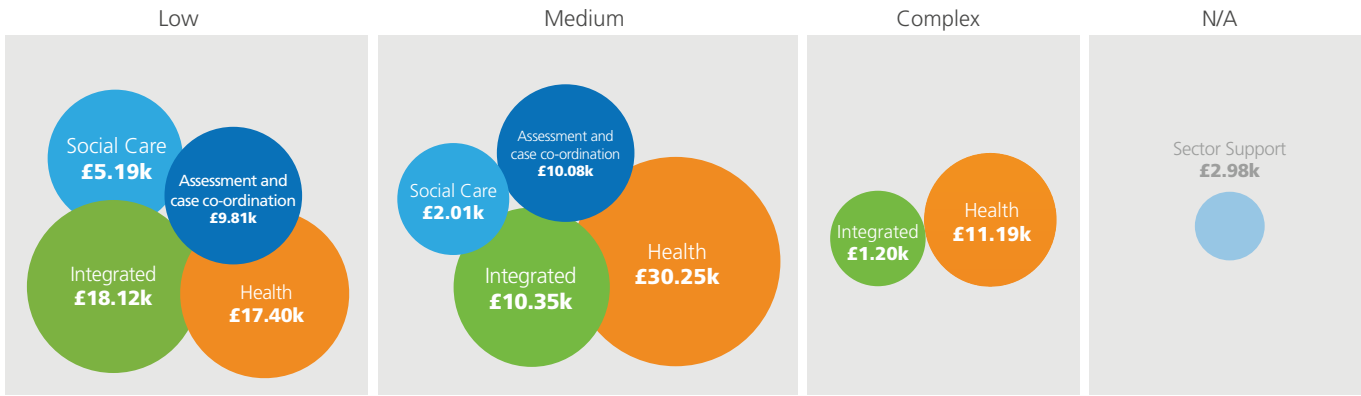 Low
Medium
Complex
N/A
Social Care
£5.19k
Assessment and
case co-ordination
£9.81k
Integrated
£18.12k
Health
£17.40k
Assessment and
case co-ordination
£10.08k
Social Care
£2.01k
Health
£30.25k
Integrated
£10.35k
Integrated
£1.20k
Health
£11.19k
Sector Support
£2.98k